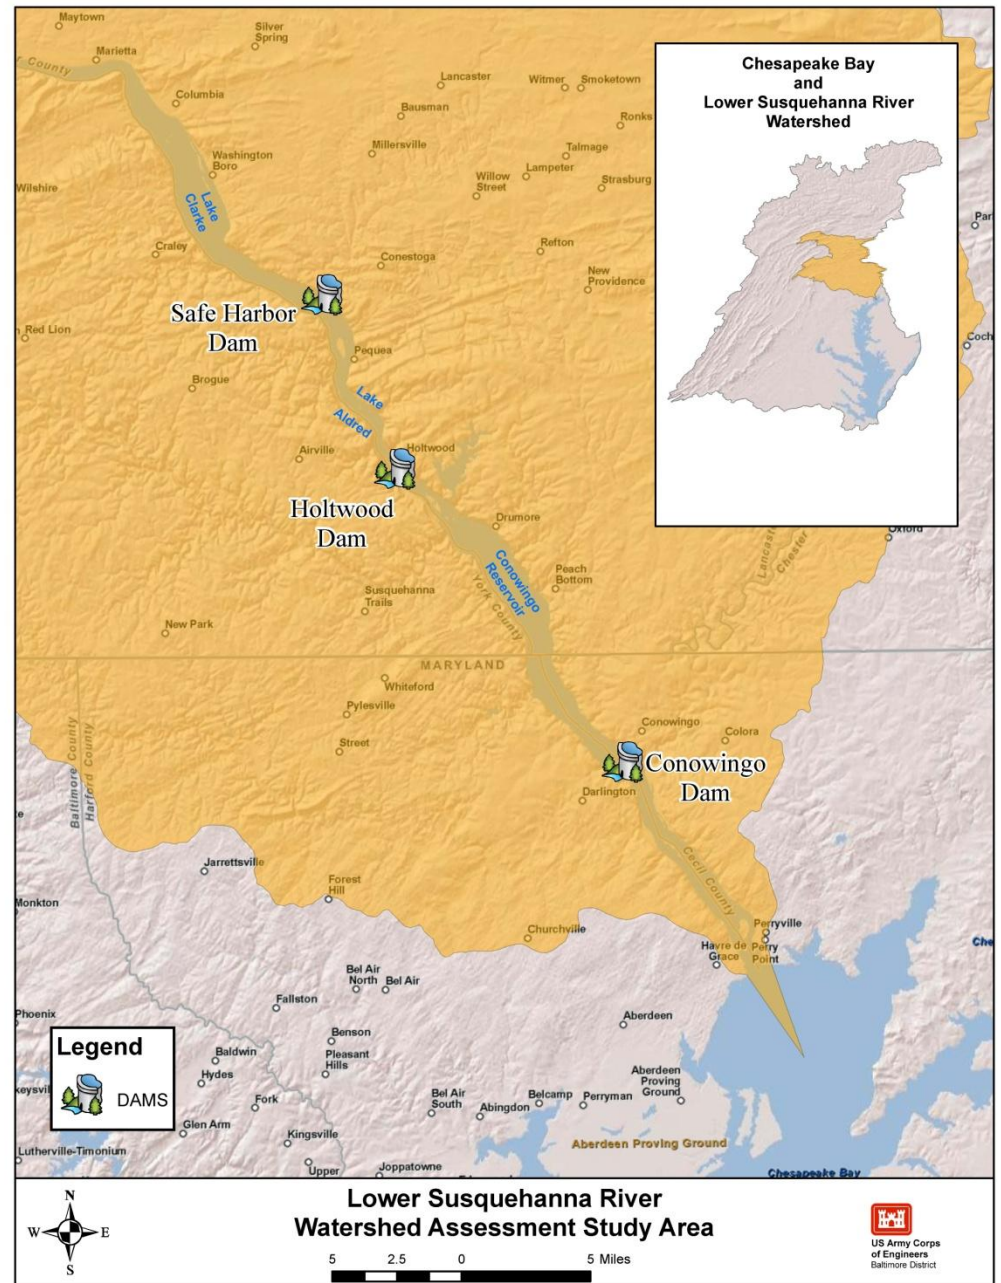 Maytown
Silver
Spring
Marietta
County
Columbia
Lancaster
Witmer
Smoketown
Bausman
Ronks
Millersville
Talmage
Washington
Boro
Lampeter
Willow
Street
Strasburg
Wilshire
Lake
Clarke
Craley
Conestoga
Refton
New
Providence
Safe Harbor
Dam
Red Lion
Pequea
Brogue
Lake
Aldred
Airville
Holtwood
Holtwood
Dam
Drumore
Conowingo
Reservoir
Peach
Bottom
York County
Susquehanna
Trails
New Park
Lancast
Chester
Oxford
Par
Coch
MARYLAND
Whiteford
Pylesville
Street
Conowingo
Colora
Conowingo
Dam
Darlington
Baltimore County
Harford County
Cecil County
Jarrettsville
Forest
Hill
Monkton
Churchville
Perryville
Havre de
Grace
Perry
Point
Che
Bel Air
North
Bel Air
Fallston
Phoenix
Benson
Aberdeen
Pleasant
Hills
Baldwin
Hydes
Fork
Glen Arm
Kingsville
Lutherville-Timonium
Upper
Joppatowne
keysvil
Bel Air
South
Abingdon
Belcamp
Perryman
Aberdeen
Proving
Ground
Aberdeen Proving Ground
Chesapeake Bay
Chesapeake Bay
and
Lower Susquehanna River
Watershed
Legend
DAMS
N
W
E
S
Lower Susquehanna River
Watershed Assessment Study Area
5 2.5 0 5 Miles
US Army Corps
of Engineers
Baltimore District